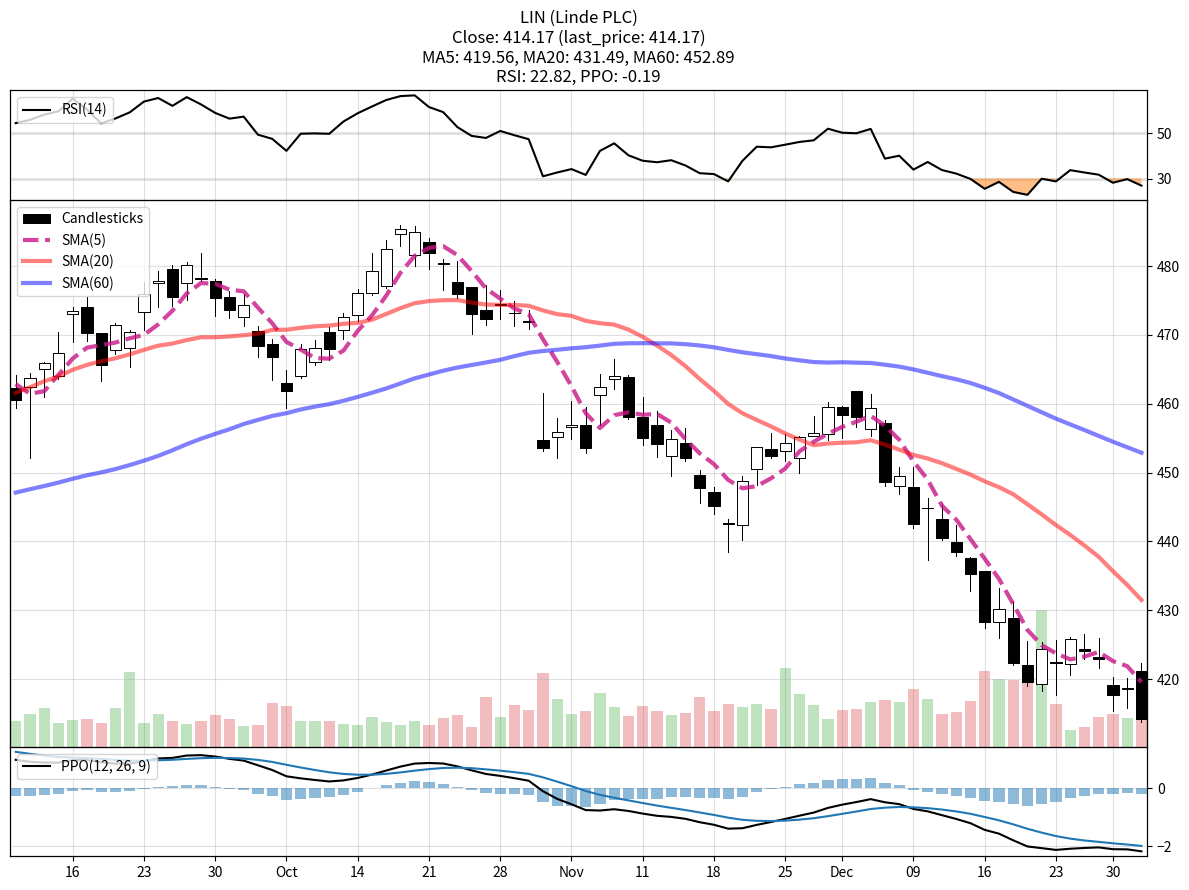 LIN (Linde PLC)
Close: 414.17 (last_price: 414.17)
MA5: 419.56, MA20: 431.49, MA60: 452.89
RSI: 22.82, PPO: -0.19
RSI(14)
50
30
Candlesticks
SMA(5)
SMA(20)
SMA(60)
480
470
460
450
440
430
420
PPO(12, 26, 9)
0
−2
16 23 30 Oct 14 21 28 Nov 11 18 25 Dec 09 16 23 30